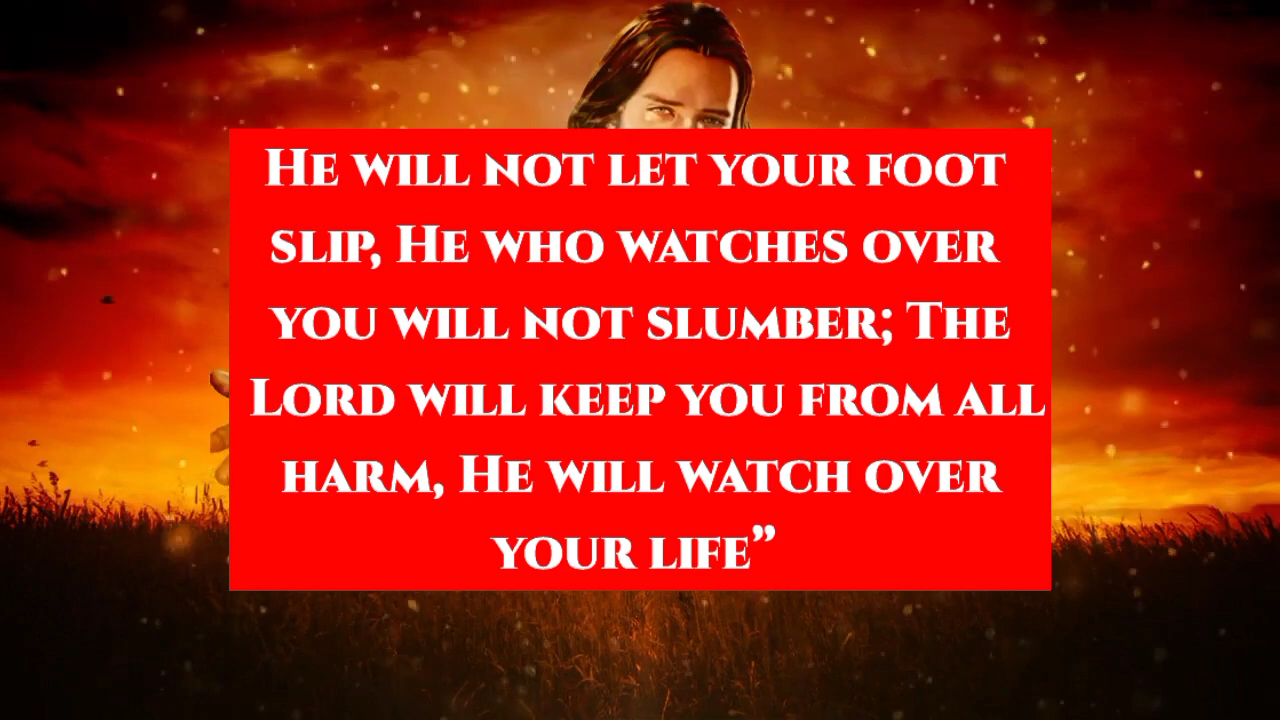 He will not let your foot
slip, He who watches over
you will not slumber; The
Lord will keep you from all
harm, He will watch over
your life”